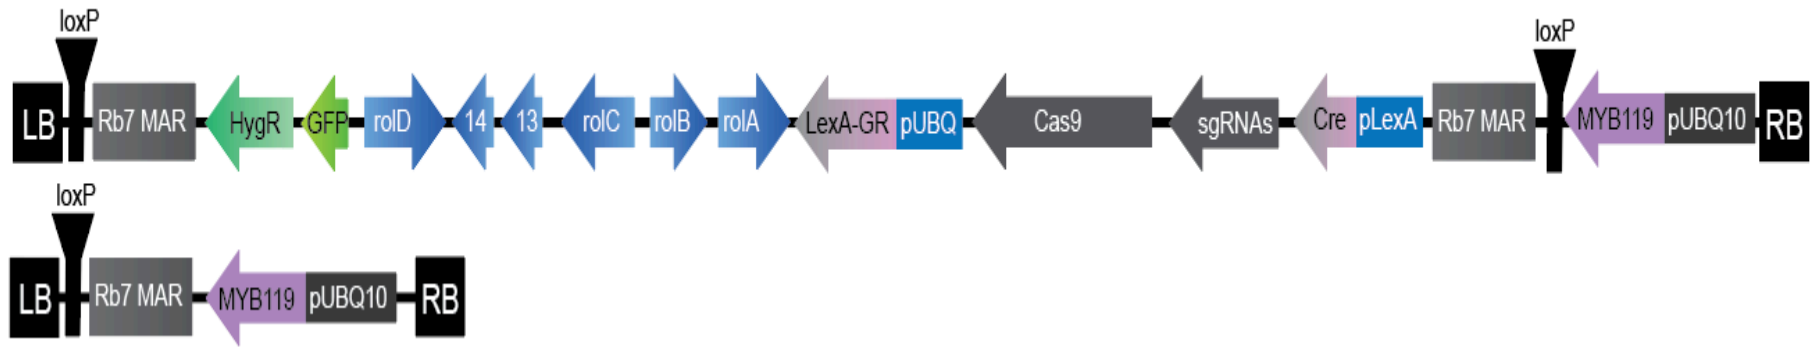 loxP loxP
LB Rb7 MAR HygR GFP rolD 14 13 rolC rolB rolA LexA-GR pUBQ Cas9 sgRNAs Cre pLexA Rb7 MAR MYB119 pUBQ10 RB
loxP
LB Rb7 MAR MYB119 pUBQ10 RB